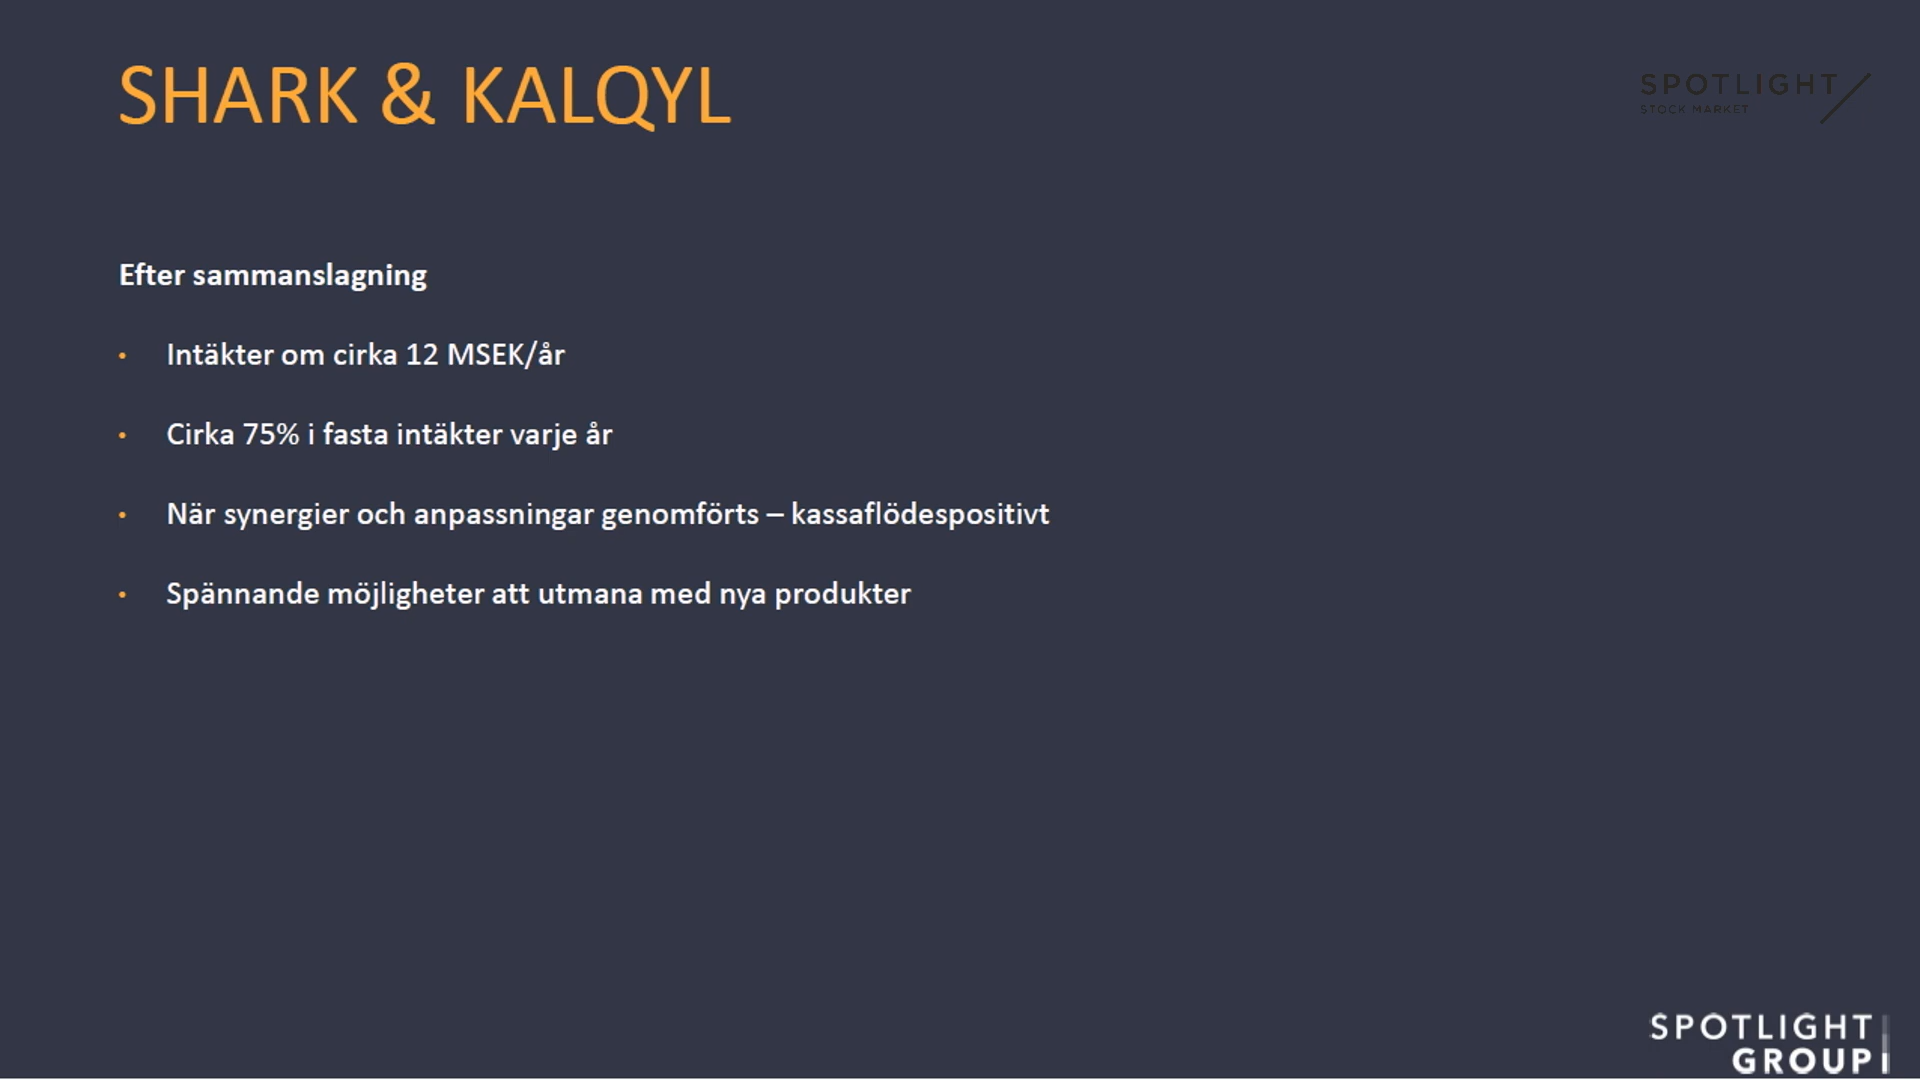 SHARK & KALQYL
SPOTLIGHT
STOCK MARKET
Efter sammanslagning
• Intäkter om cirka 12 MSEK/år
• Cirka 75% i fasta intäkter varje år
• När synergier och anpassningar genomförts – kassaflödespositivt
• Spännande möjligheter att utmana med nya produkter
SPOTLIGHT
GROUP